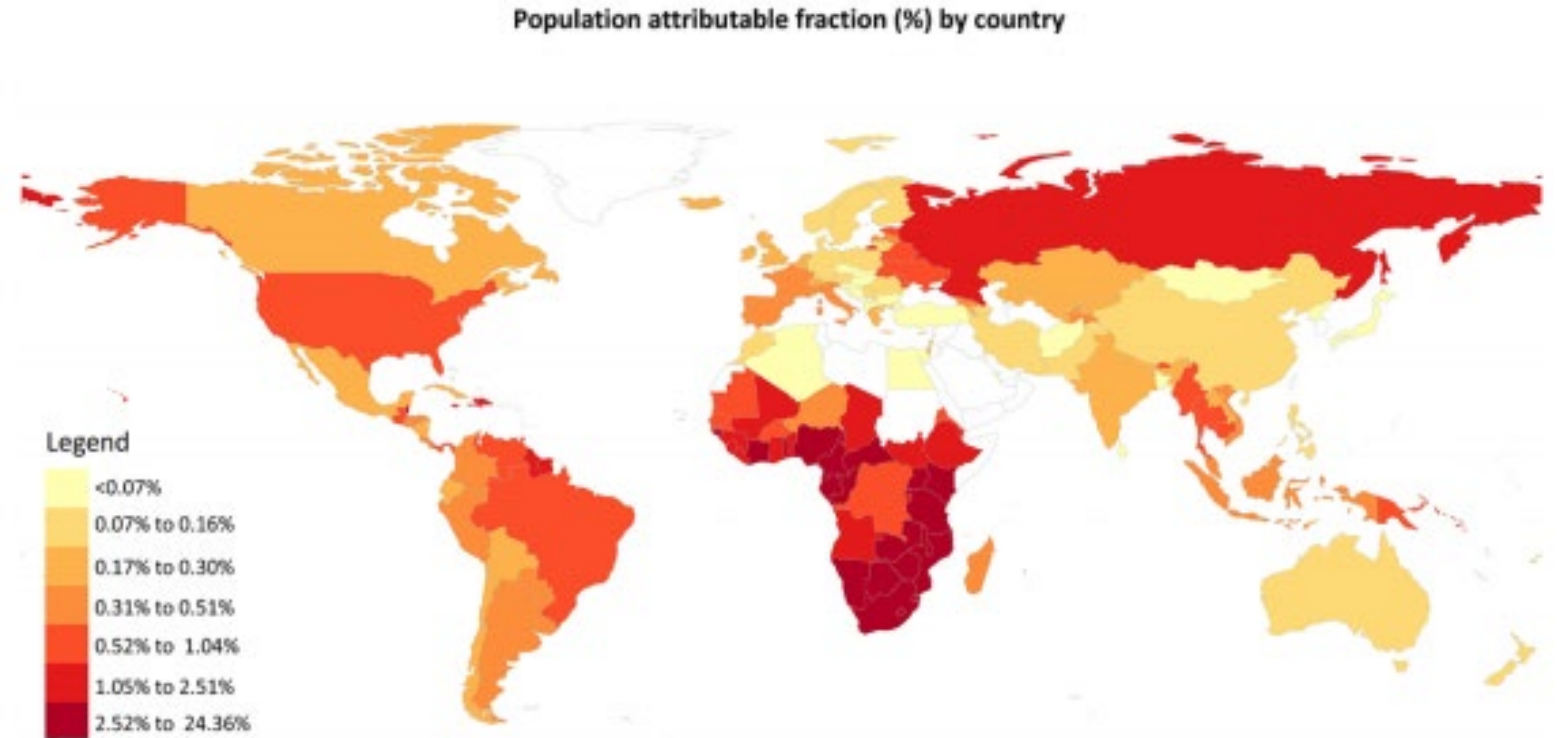 Population attributable fraction (%) by country
Legend
<0.07%
0.07% to 0.16%
0.17% to 0.30%
0.31% to 0.51%
0.52% to 1.04%
1.05% to 2.51%
2.52% to 24.36%